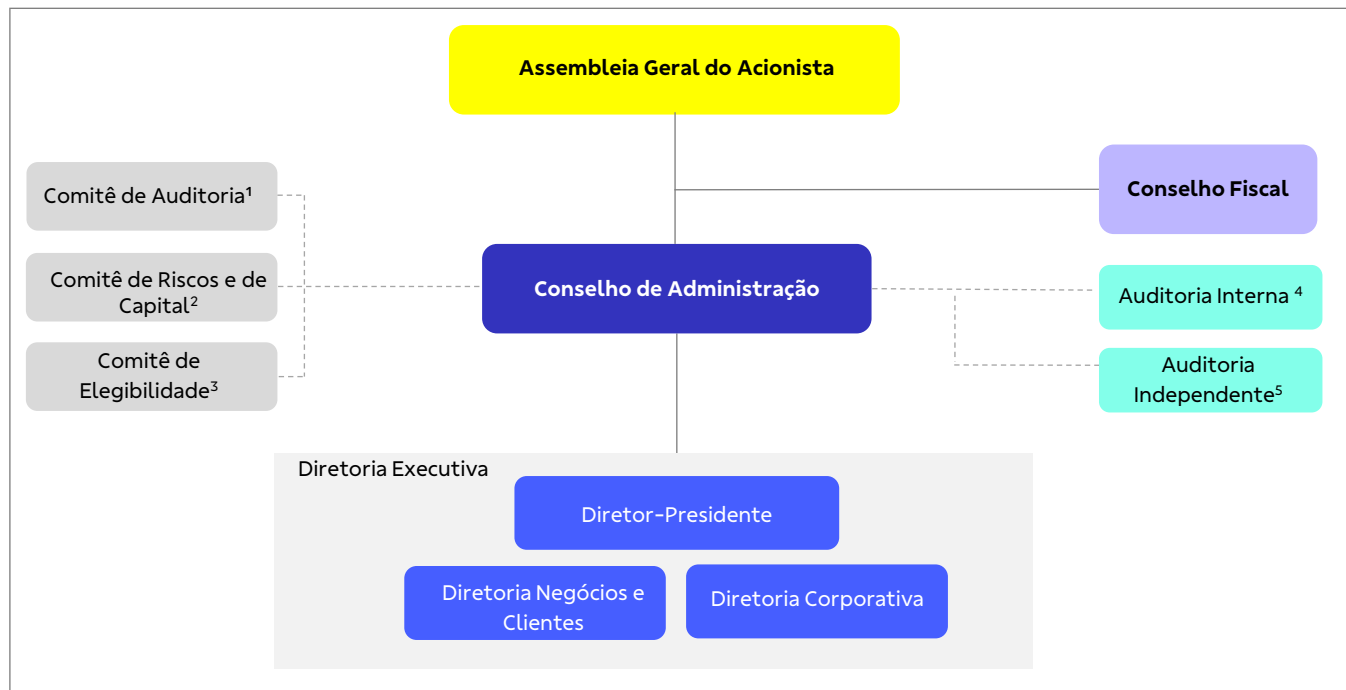 Assembleia Geral do Acionista
Comitê de Auditoria¹
Conselho Fiscal
Comitê de Riscos e de
Capital²
Conselho de Administração
Auditoria Interna ⁴
Comitê de
Elegibilidade³
Auditoria
Independente⁵
Diretoria Executiva
Diretor-Presidente
Diretoria Negócios e
Clientes
Diretoria Corporativa